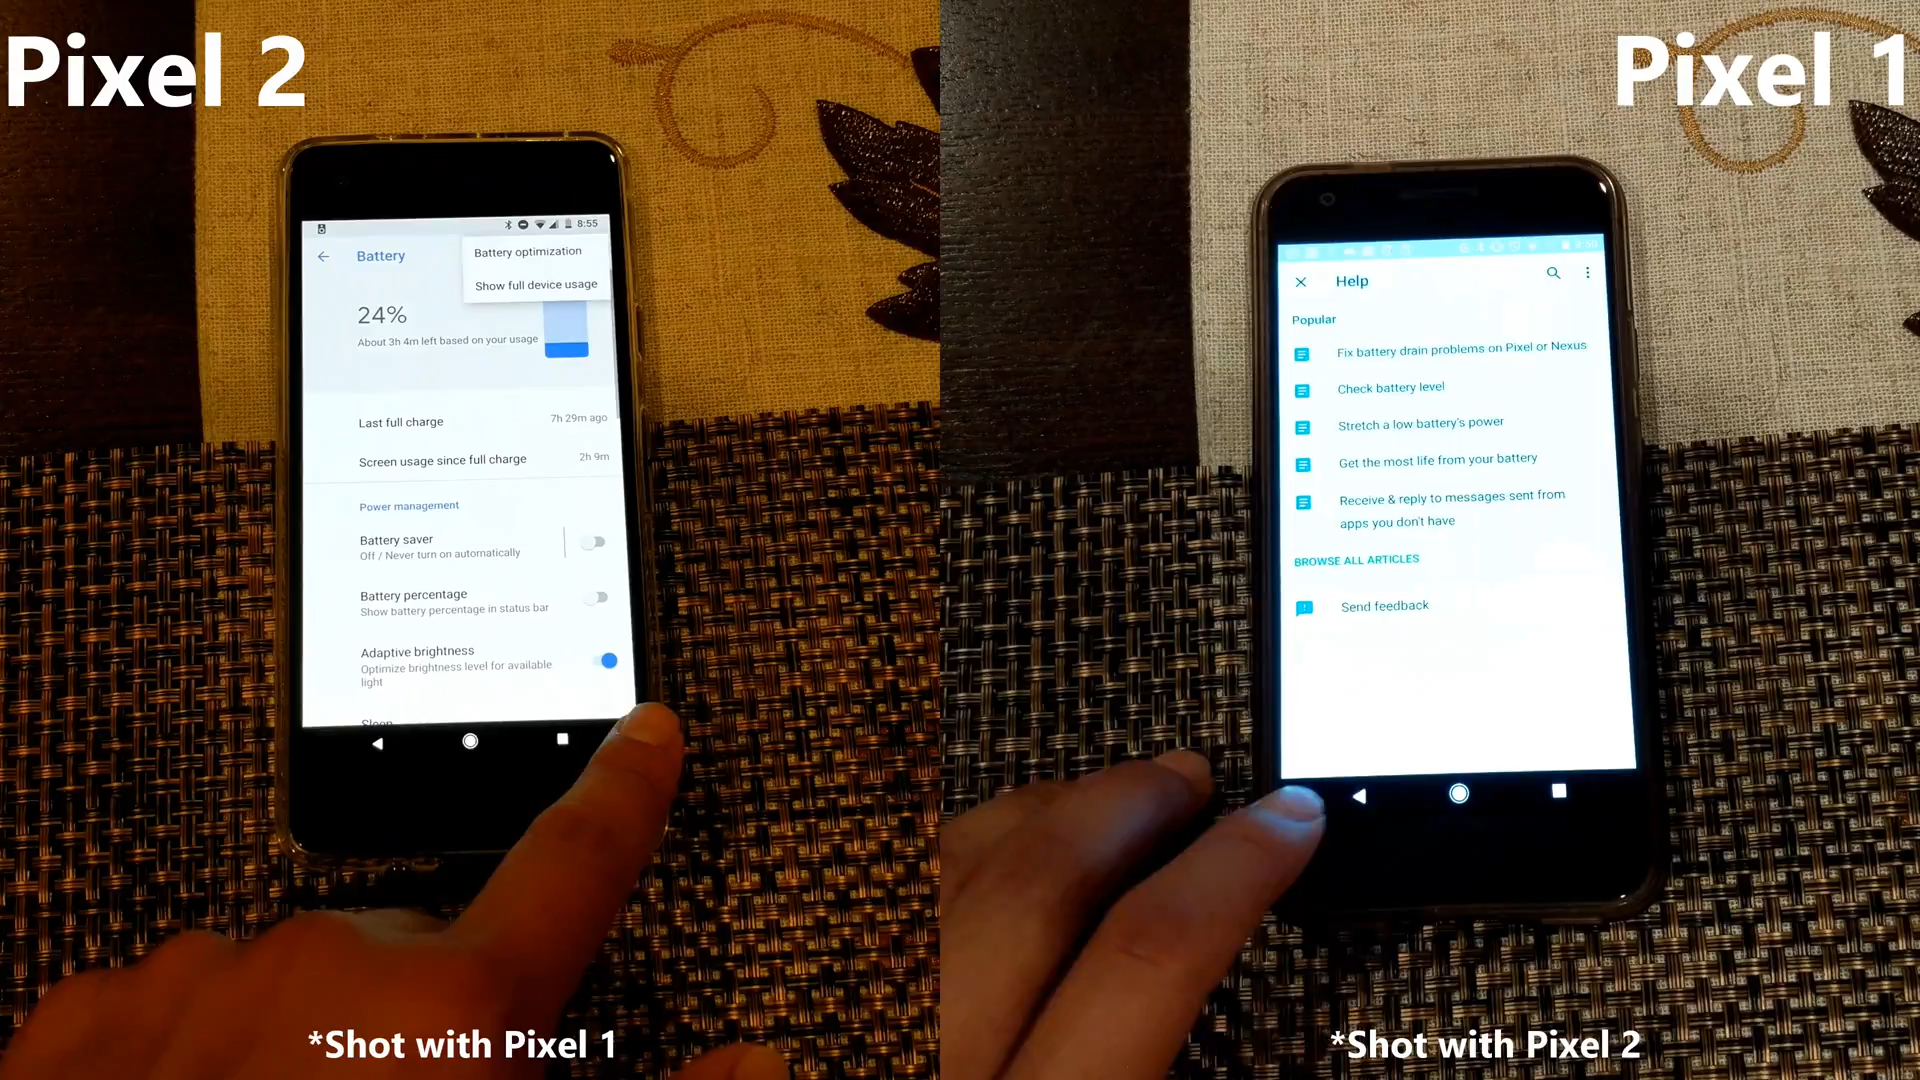 Pixel 2
8:55
Battery
Battery optimization
Show full device usage
24%
About 3h 4m left based on your usage
Last full charge
7h 29m ago
Screen usage since full charge
2h 9m
Power management
Battery saver
Off / Never turn on automatically
Battery percentage
Show battery percentage in status bar
Adaptive brightness
Optimize brightness level for available
light
Sleep
*Shot with Pixel 1
Pixel 1
Help
Popular
Fix battery drain problems on Pixel or Nexus
Check battery level
Stretch a low battery's power
Get the most life from your battery
Receive & reply to messages sent from
apps you don't have
BROWSE ALL ARTICLES
Send feedback
*Shot with Pixel 2